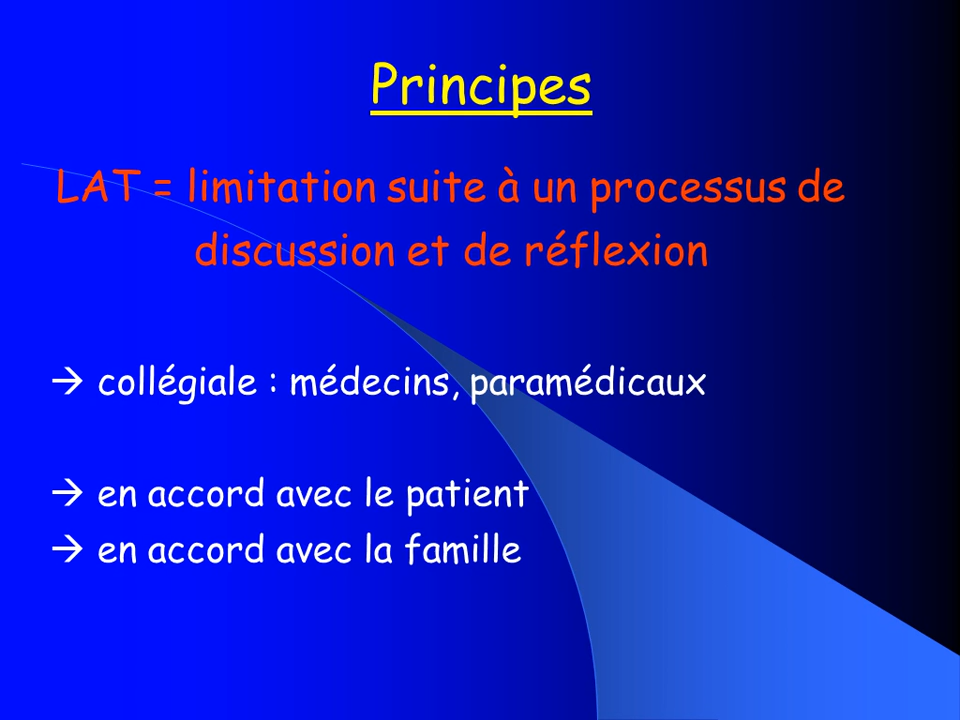 Principes
LAT = limitation suite à un processus de
discussion et de réflexion
→ collégiale : médecins, paramédicaux
→ en accord avec le patient
→ en accord avec la famille